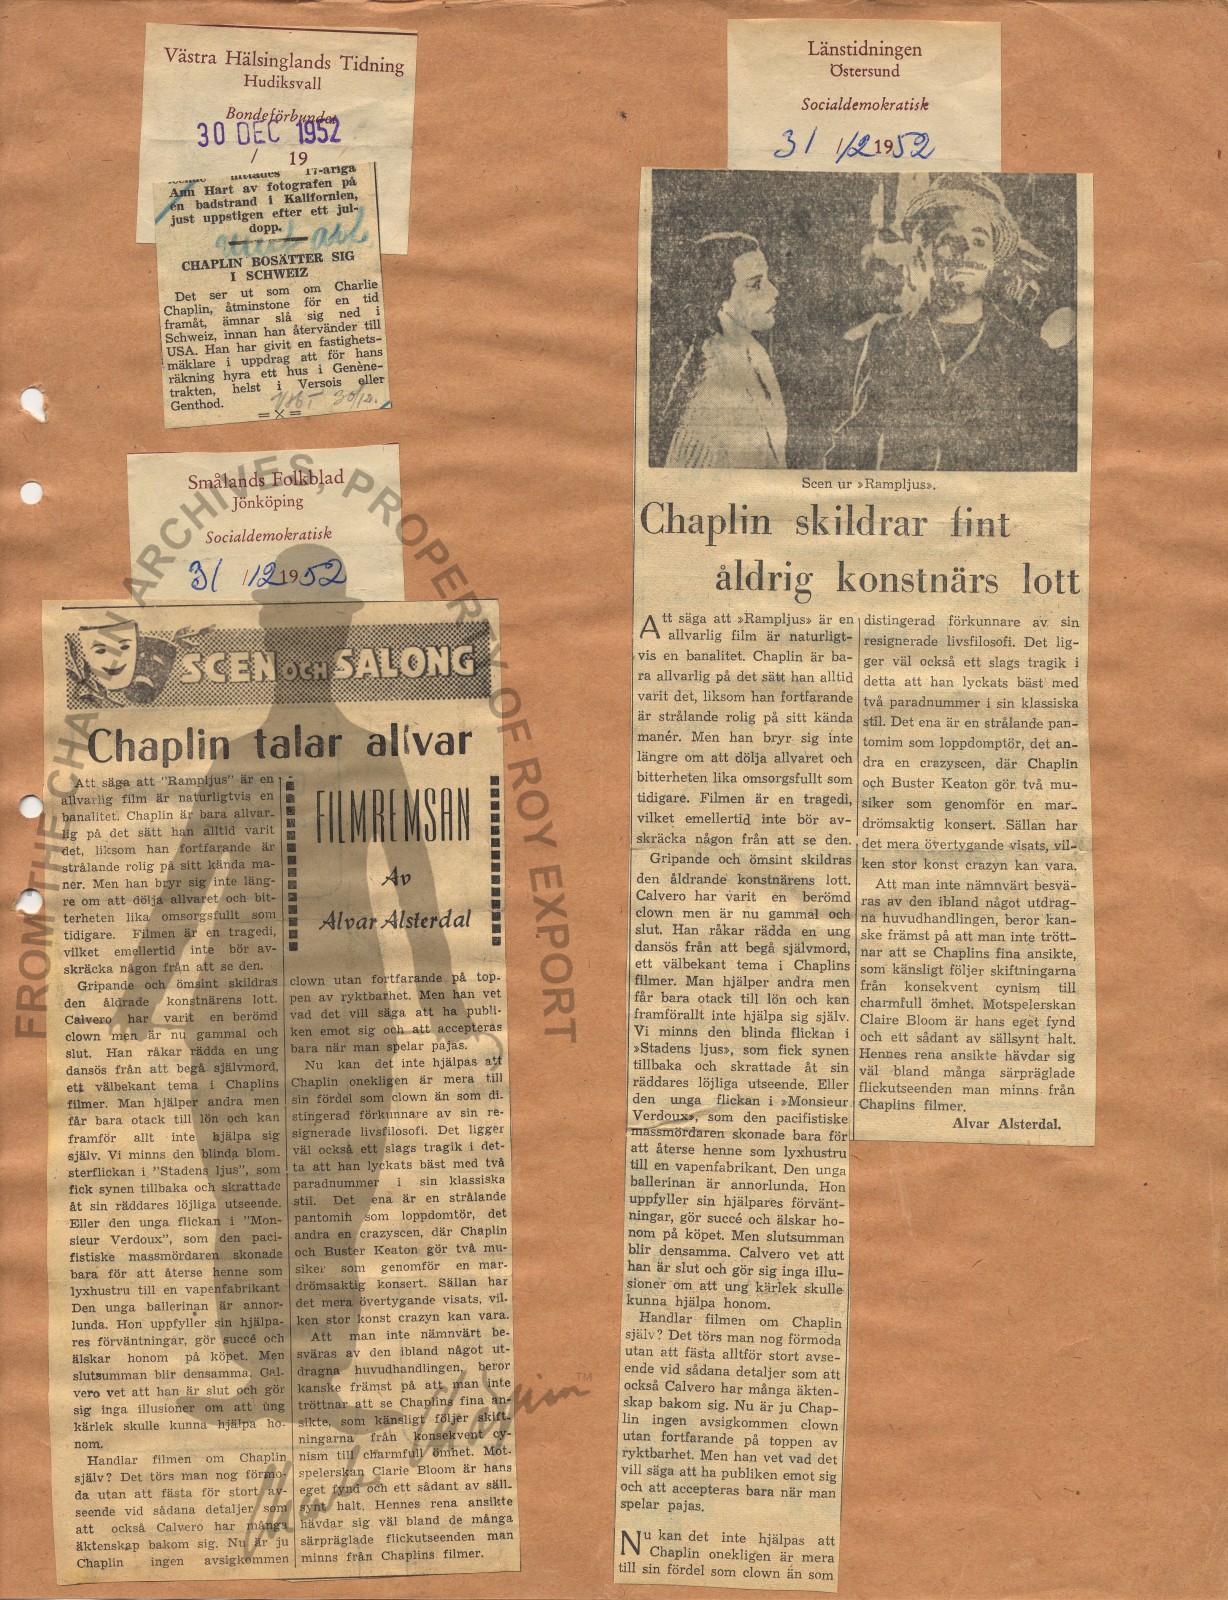 Västra Hälsinglands Tidning
Hudiksvall
Bondeförbundet
30 DEC 1952
/ 19
17-åriga
Ann Hart av fotografen på
en badstrand i Kalifornien,
just uppstigen efter ett jul-
dopp.
CHAPLIN BOSÄTTER SIG
I SCHWEIZ
Det ser ut som om Charlie
Chaplin, åtminstone för en tid
framåt, ämnar slå sig ned i
Schweiz, innan han återvänder till
USA. Han har givit en fastighets-
mäklare i uppdrag att för hans
räkning hyra ett hus i Genène-
trakten, helst i Versois eller
Genthod.
=×=
30/12.
Smålands Folkblad
Jönköping
Socialdemokratisk
31 /12 1952
SCEN OCH SALONG
Chaplin talar allvar
Att säga att "Rampljus" är en
allvarlig film är naturligtvis en
banalitet. Chaplin är bara allvar-
lig på det sätt han alltid varit
det, liksom han fortfarande är
strålande rolig på sitt kända ma-
ner. Men han bryr sig inte läng-
re om att dölja allvaret och bit-
terheten lika omsorgsfullt som
tidigare. Filmen är en tragedi,
vilket emellertid inte bör av-
skräcka någon från att se den.
Gripande och ömsint skildras
den åldrade konstnärens lott.
Calvero har varit en berömd
clown men är nu gammal och
slut. Han råkar rädda en ung
dansös från att begå självmord,
ett välbekant tema i Chaplins
filmer. Man hjälper andra men
får bara otack till lön och kan
framför allt inte hjälpa sig
själv. Vi minns den blinda blom-
sterflickan i "Stadens ljus", som
fick synen tillbaka och skrattade
åt sin räddares löjliga utseende.
Eller den unga flickan i "Mon-
sieur Verdoux", som den paci-
fistiske massmördaren skonade
bara för att återse henne som
lyxhustru till en vapenfabrikant
Den unga ballerinan är annor-
lunda. Hon uppfyller sin hjälpa-
res förväntningar, gör succé och
älskar honom på köpet. Men
slutsumman blir densamma. Cal-
vero vet att han är slut och gör
sig inga illusioner om att ung
kärlek skulle kunna hjälpa ho-
nom.
Handlar filmen om Chaplin
själv? Det törs man nog förmo-
da utan att fästa för stort av-
seende vid sådana detaljer som
att också Calvero har många
äktenskap bakom sig. Nu är ju
Chaplin ingen avsigkommen
FILMREMSAN
Av
Alvar Alsterdal
clown utan fortfarande på top-
pen av ryktbarhet. Men han vet
vad det vill säga att ha publi-
ken emot sig och att accepteras
bara när man spelar pajas.
Nu kan det inte hjälpas att
Chaplin onekligen är mera till
sin fördel som clown än som di-
stingerad förkunnare av sin re-
signerade livsfilosofi. Det ligger
väl också ett slags tragik i det-
ta att han lyckats bäst med två
paradnummer i sin klassiska
stil. Det ena är en strålande
pantomim som loppdomtör, det
andra en crazyscen, där Chaplin
och Buster Keaton gör två mu-
siker som genomför en mar-
drömsaktig konsert. Sällan har
det mera övertygande visats, vil-
ken stor konst crazyn kan vara.
Att man inte nämnvärt be-
sväras av den ibland något ut-
dragna huvudhandlingen, beror
kanske främst på att man inte
tröttnar att se Chaplins fina an-
sikte, som känsligt följer skift-
ningarna från konsekvent cy-
nism till charmfull ömhet. Mot-
spelerskan Clarie Bloom är hans
eget fynd och ett sådant av säll-
synt halt. Hennes rena ansikte
hävdar sig väl bland de många
särpräglade flickutseenden man
minns från Chaplins filmer.
Länstidningen
Östersund
Socialdemokratisk
31 /12 1952
Scen ur »Rampljus».
Chaplin skildrar fint
åldrig konstnärs lott
Att säga att »Rampljus» är en
allvarlig film är naturligt-
vis en banalitet. Chaplin är ba-
ra allvarlig på det sätt han alltid
varit det, liksom han fortfarande
är strålande rolig på sitt kända
manér. Men han bryr sig inte
längre om att dölja allvaret och
bitterheten lika omsorgsfullt som
tidigare. Filmen är en tragedi,
vilket emellertid inte bör av-
skräcka någon från att se den.
Gripande och ömsint skildras
den åldrande konstnärens lott.
Calvero har varit en berömd
clown men är nu gammal och
slut. Han råkar rädda en ung
dansös från att begå självmord,
ett välbekant tema i Chaplins
filmer. Man hjälper andra men
får bara otack till lön och kan
framförallt inte hjälpa sig själv.
Vi minns den blinda flickan i
»Stadens ljus», som fick synen
tillbaka och skrattade åt sin
räddares löjliga utseende. Eller
den unga flickan i »Monsieur
Verdoux», som den pacifistiske
massmördaren skonade bara för
att återse henne som lyxhustru
till en vapenfabrikant. Den unga
ballerinan är annorlunda. Hon
uppfyller sin hjälpares förvänt-
ningar, gör succé och älskar ho-
nom på köpet. Men slutsumman
blir densamma. Calvero vet att
han är slut och gör sig inga illu-
sioner om att ung kärlek skulle
kunna hjälpa honom.
Handlar filmen om Chaplin
själv? Det törs man nog förmoda
utan att fästa alltför stort avse-
ende vid sådana detaljer som att
också Calvero har många äkten-
skap bakom sig. Nu är ju Chap-
lin ingen avsigkommen clown
utan fortfarande på toppen av
ryktbarhet. Men han vet vad det
vill säga att ha publiken emot sig
och att accepteras bara när man
spelar pajas.
Nu kan det inte hjälpas att
Chaplin onekligen är mera
till sin fördel som clown än som
distingerad förkunnare av sin
resignerade livsfilosofi. Det lig-
ger väl också ett slags tragik i
detta att han lyckats bäst med
två paradnummer i sin klassiska
stil. Det ena är en strålande pan-
tomim som loppdomptör, det an-
dra en crazyscen, där Chaplin
och Buster Keaton gör två mu-
siker som genomför en mar-
drömsaktig konsert. Sällan har
det mera övertygande visats, vil-
ken stor konst crazyn kan vara.
Att man inte nämnvärt besvä-
ras av den ibland något utdrag-
na huvudhandlingen, beror kan-
ske främst på att man inte trött-
nar att se Chaplins fina ansikte,
som känsligt följer skiftningarna
från konsekvent cynism till
charmfull ömhet. Motspelerskan
Claire Bloom är hans eget fynd
och ett sådant av sällsynt halt.
Hennes rena ansikte hävdar sig
väl bland många särpräglade
flickutseenden man minns från
Chaplins filmer.
Alvar Alsterdal.
FROM THE CHAPLIN ARCHIVES, PROPERTY OF ROY EXPORT
Charlie Chaplin™